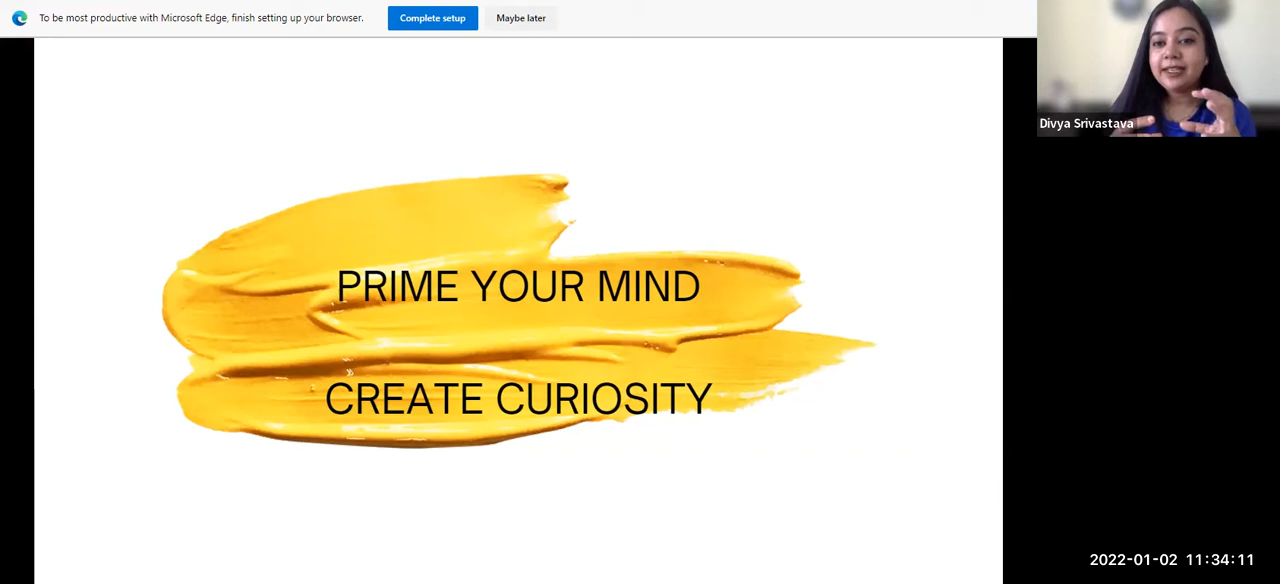 To be most productive with Microsoft Edge, finish setting up your browser.
Complete setup
Maybe later
Divya Srivastava
PRIME YOUR MIND
CREATE CURIOSITY
2022-01-02 11:34:11